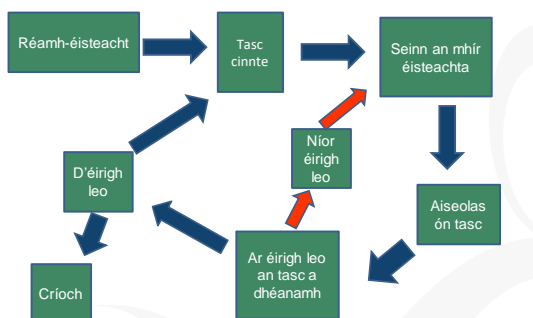 Réamh-éisteacht
Tasc
cinnte
Seinn an mhír
éisteachta
Níor
éirigh
leo
D'éirigh
leo
Aiseolas
ón tasc
Ar éirigh leo
an tasc a
dhéanamh
Críoch